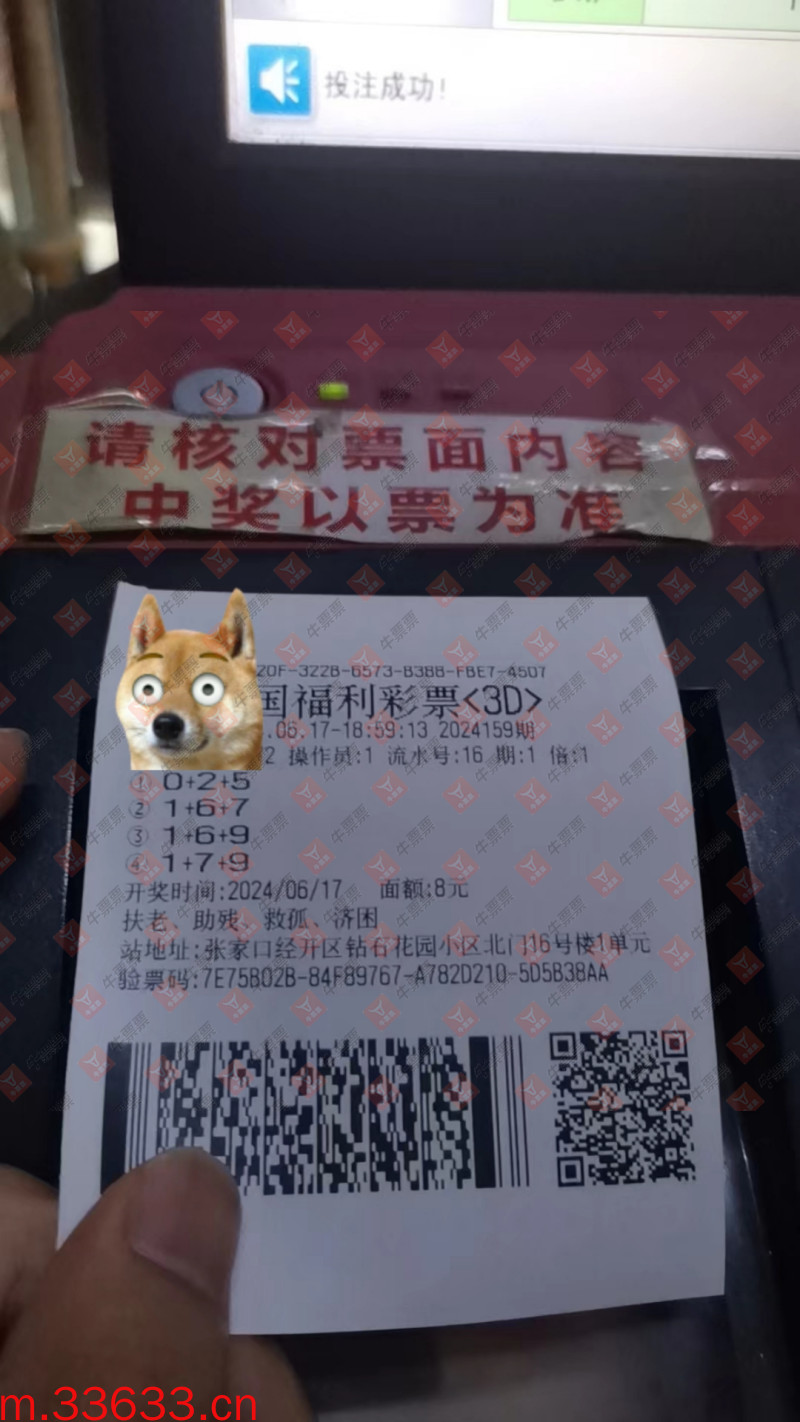 投注成功!
请核对票面内容
中奖以票为准
20F-322B-6573-B388-FBE7-45D7
国福利彩票<3D>
.06.17-18:59:13 2024159期
2 操作员:1 流水号:16 期:1 倍:1
① 0+2+5
② 1+6+7
③ 1+6+9
④ 1+7+9
开奖时间:2024/06/17 面额:8元
扶老、助残、救孤、济困
站地址:张家口经开区钻石花园小区北门16号楼1单元
验票码:7E75B02B-84F89767-A782D210-5D5B38AA
牛票票
m.33633.cn